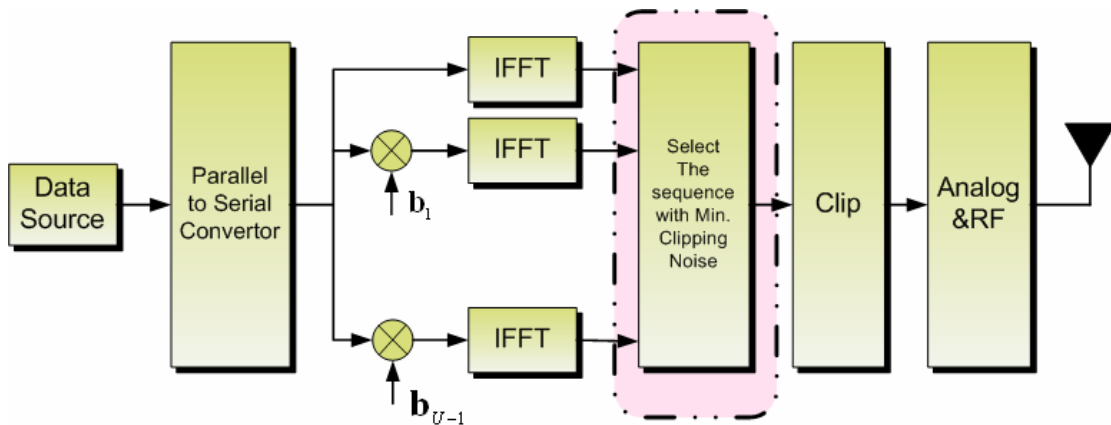 Data
Source
Parallel
to Serial
Convertor
IFFT
IFFT
b1
IFFT
bU-1
Select
The
sequence
with Min.
Clipping
Noise
Clip
Analog
&RF